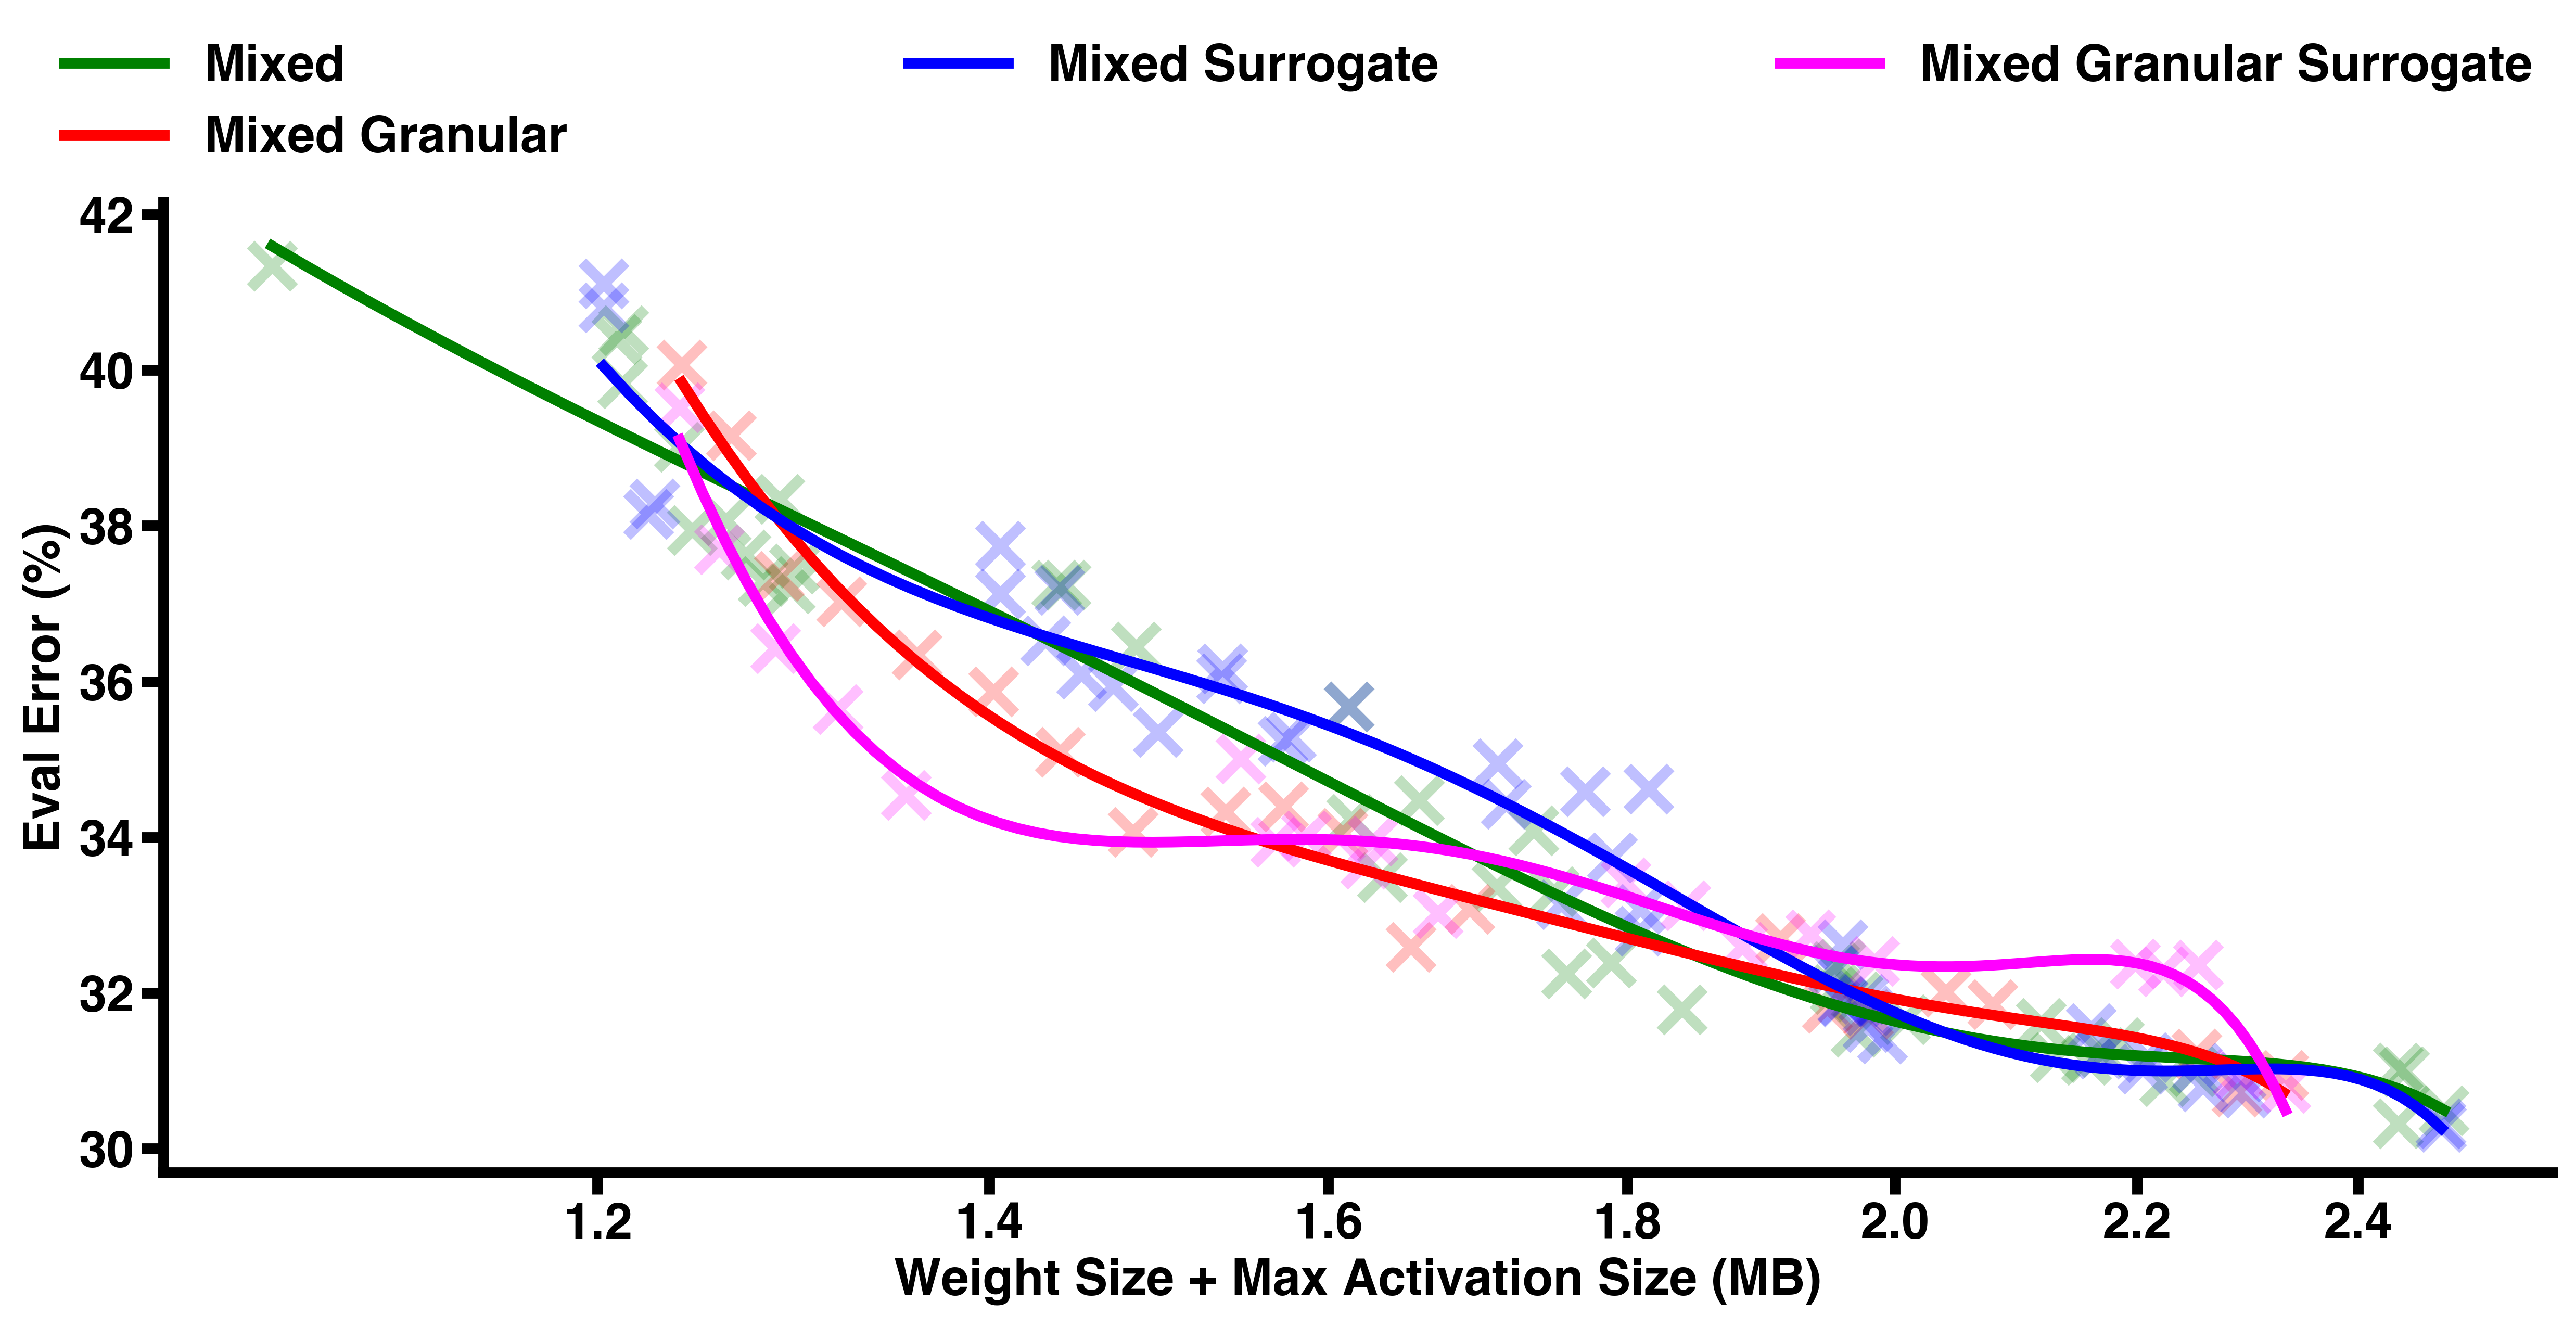 Mixed
Mixed Surrogate
Mixed Granular Surrogate
Mixed Granular
42
40
38
36
34
32
30
Eval Error (%)
1.2
1.4
1.6
1.8
2.0
2.2
2.4
Weight Size + Max Activation Size (MB)